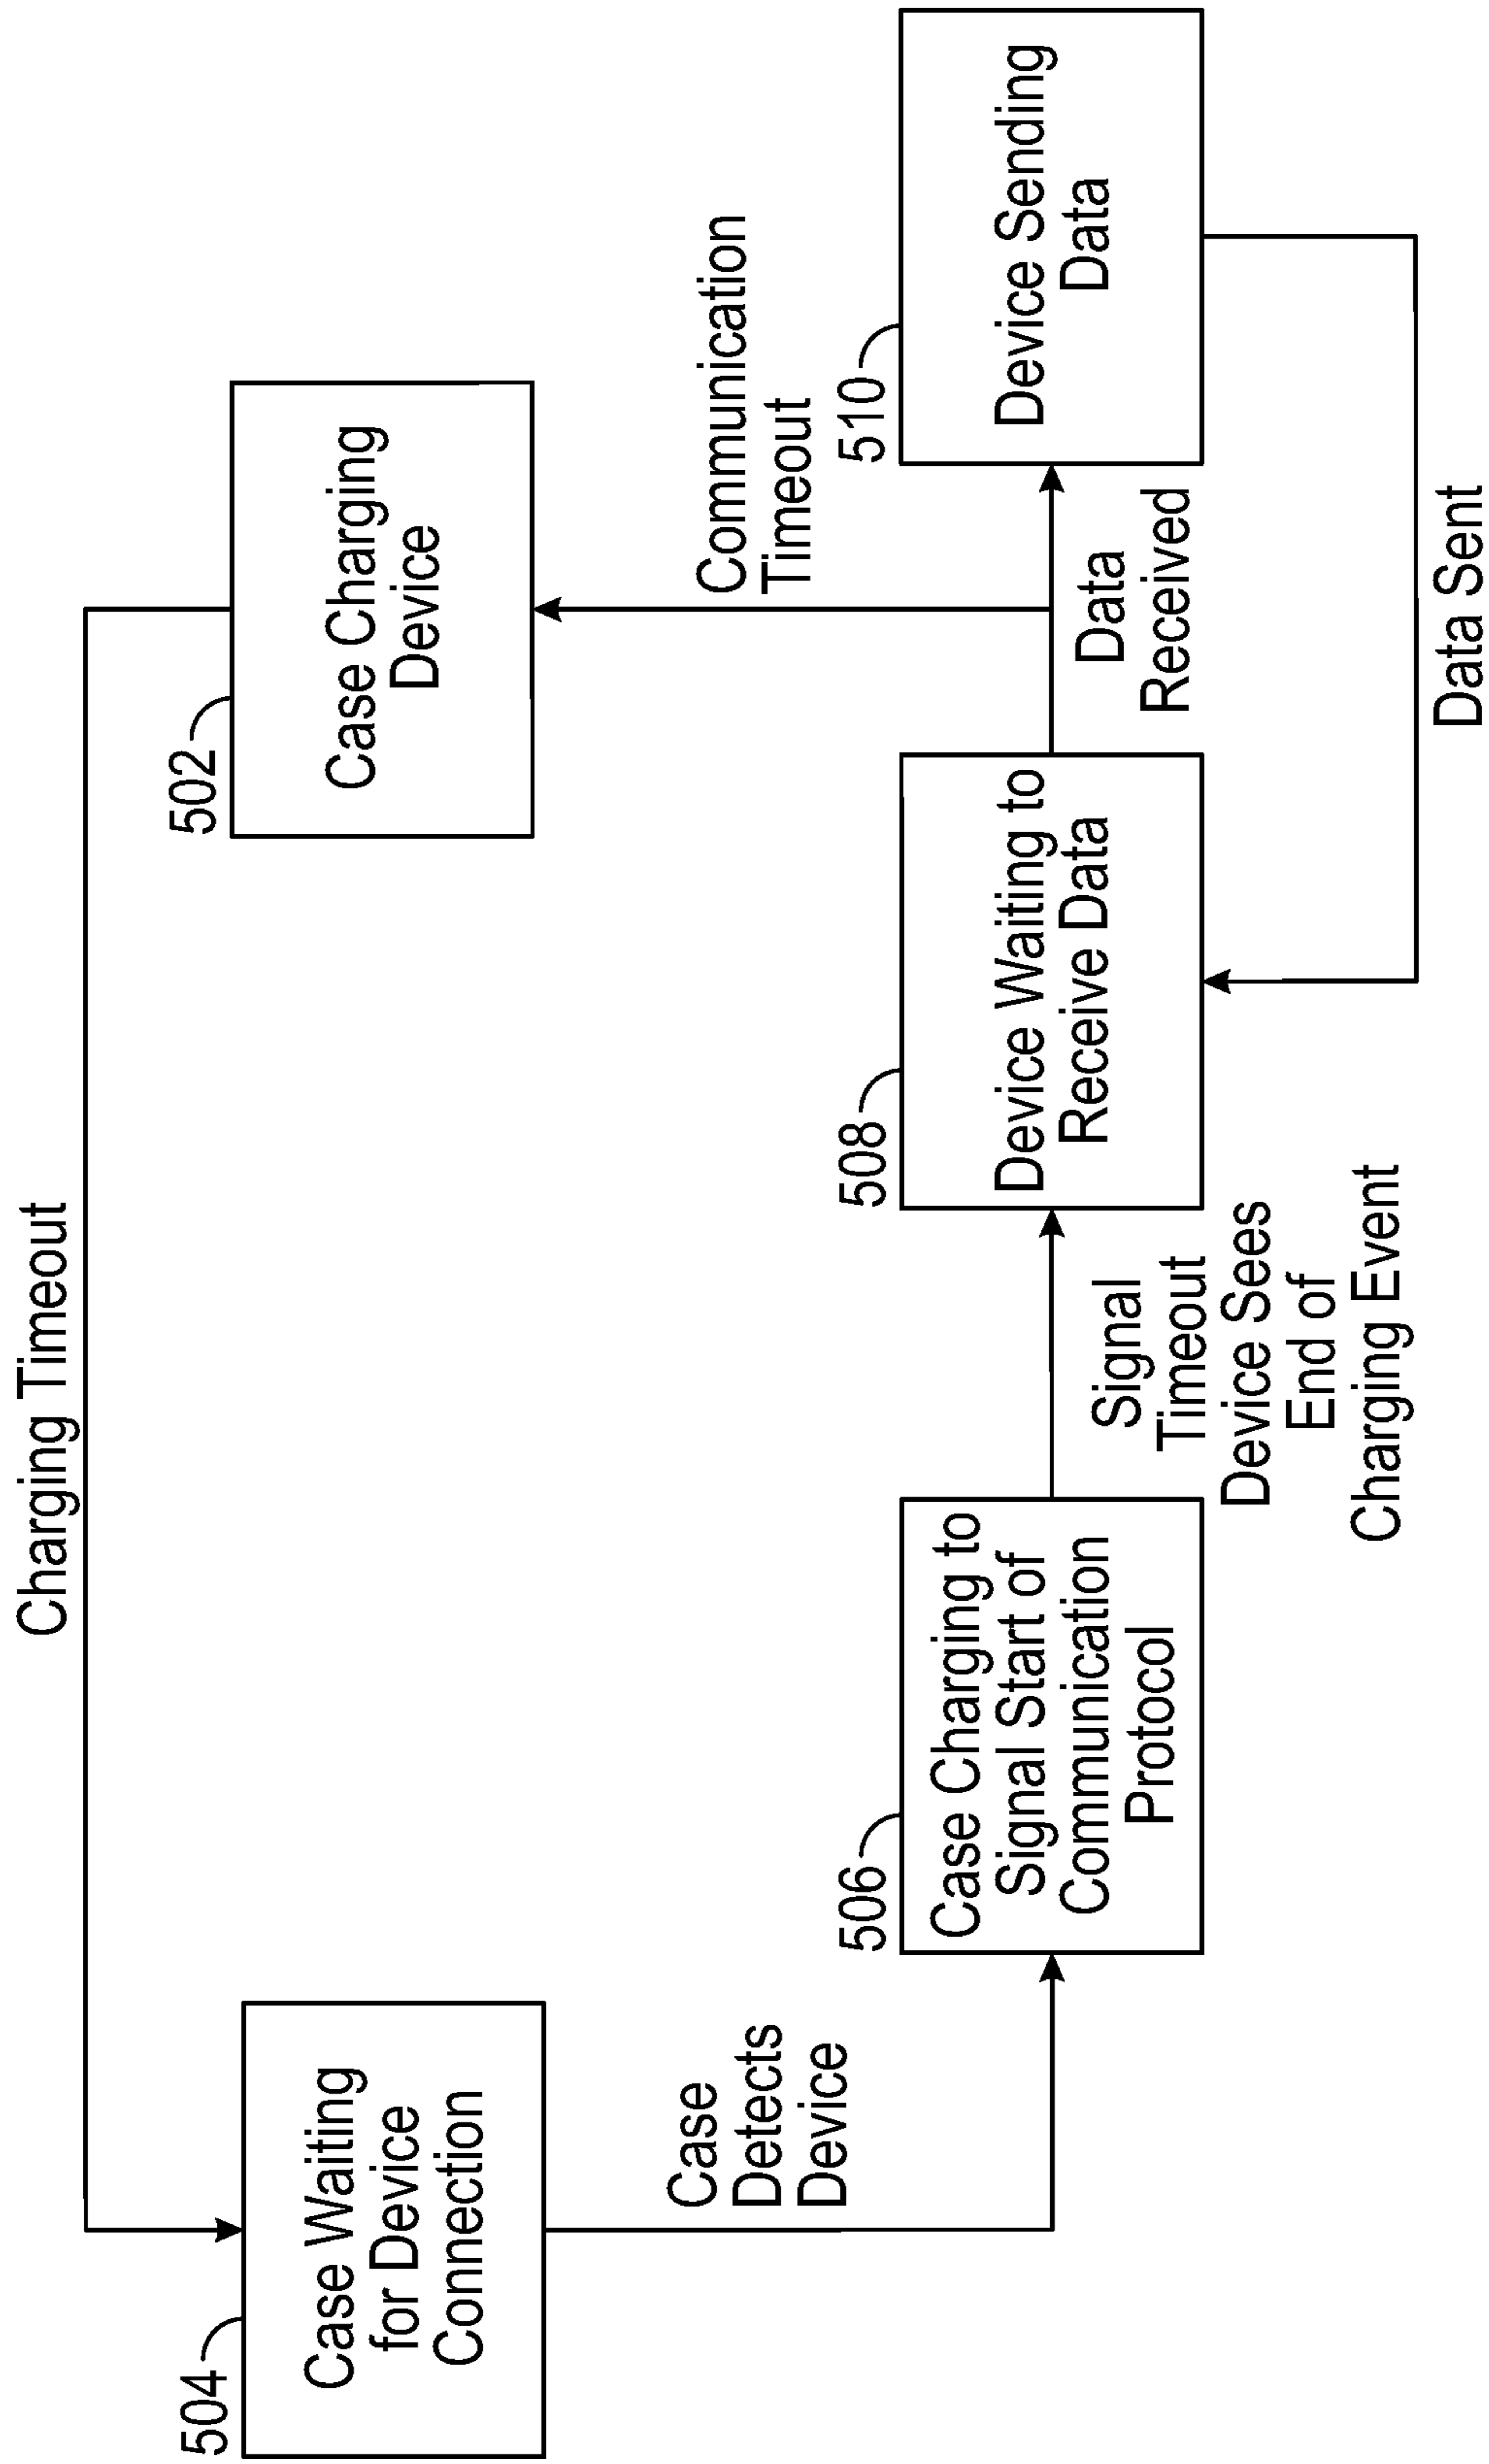 Charging Timeout
504
Case Waiting
for Device
Connection
502
Case Charging
Device
Case
Detects
Device
Communication
Timeout
506
Case Charging to
Signal Start of
Communication
Protocol
508
Device Waiting to
Receive Data
510
Device Sending
Data
Signal
Timeout
Device Sees
End of
Charging Event
Data
Received
Data Sent